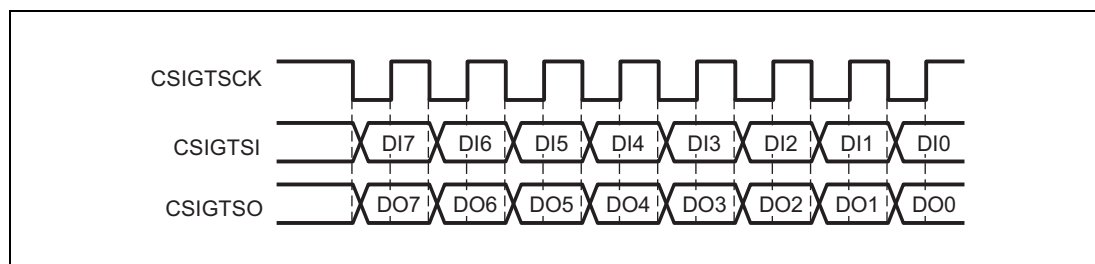 CSIGTSCK
CSIGTSI DI7 DI6 DI5 DI4 DI3 DI2 DI1 DI0
CSIGTSO DO7 DO6 DO5 DO4 DO3 DO2 DO1 DO0